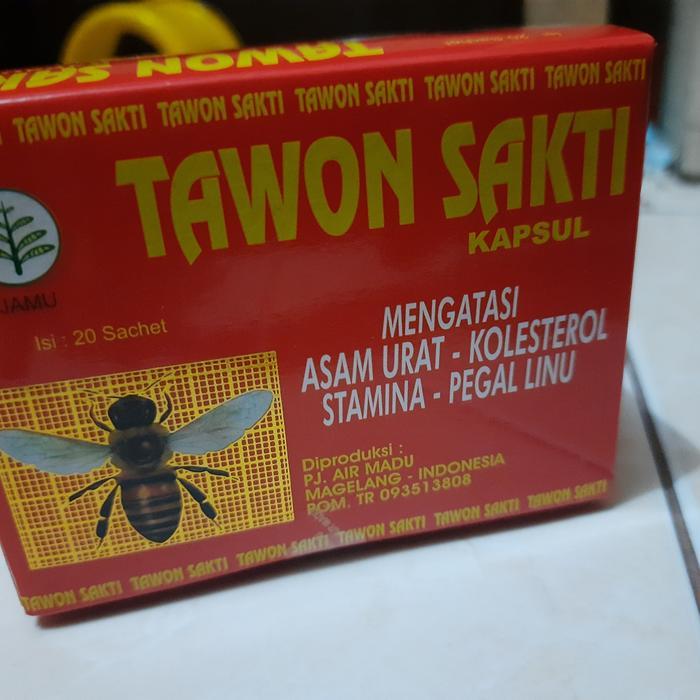 TAWON SAKTI
TAWON SAKTI TAWON SAKTI TAWON SAKTI TAWON SAKTI TAWON SAKTI
TAWON SAKTI
KAPSUL
JAMU
Isi : 20 Sachet
MENGATASI
ASAM URAT - KOLESTEROL
STAMINA - PEGAL LINU
Diproduksi :
PJ. AIR MADU
MAGELANG - INDONESIA
POM. TR 093513808
TAWON SAKTI TAWON SAKTI TAWON SAKTI TAWON SAKTI TAWON SAKTI TAWON SAKTI